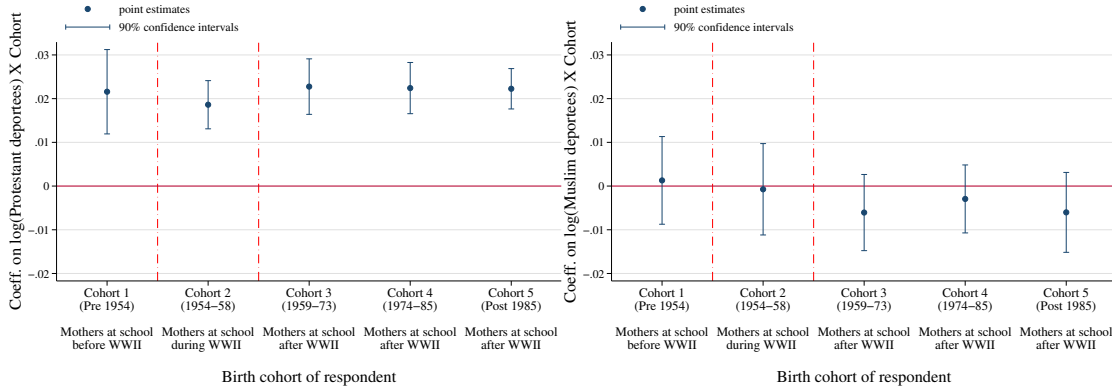 point estimates
90% confidence intervals
Coeff. on log(Protestant deportees) X Cohort
.03
.02
.01
0
-.01
-.02
Cohort 1 Cohort 2 Cohort 3 Cohort 4 Cohort 5
(Pre 1954) (1954–58) (1959–73) (1974–85) (Post 1985)
Mothers at school Mothers at school Mothers at school Mothers at school Mothers at school
before WWII during WWII after WWII after WWII after WWII
Birth cohort of respondent
point estimates
90% confidence intervals
Coeff. on log(Muslim deportees) X Cohort
.03
.02
.01
0
-.01
-.02
Cohort 1 Cohort 2 Cohort 3 Cohort 4 Cohort 5
(Pre 1954) (1954–58) (1959–73) (1974–85) (Post 1985)
Mothers at school Mothers at school Mothers at school Mothers at school Mothers at school
before WWII during WWII after WWII after WWII after WWII
Birth cohort of respondent